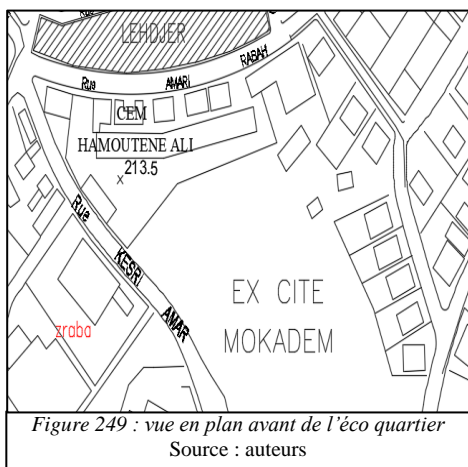 Rue
LEHDJER
Rue AMARI RABAH
CEM
HAMOUTENE ALI
213.5
Rue KESRI AMAR
EX CITE
MOKADEM
zraba
Figure 249 : vue en plan avant de l’éco quartier
Source : auteurs